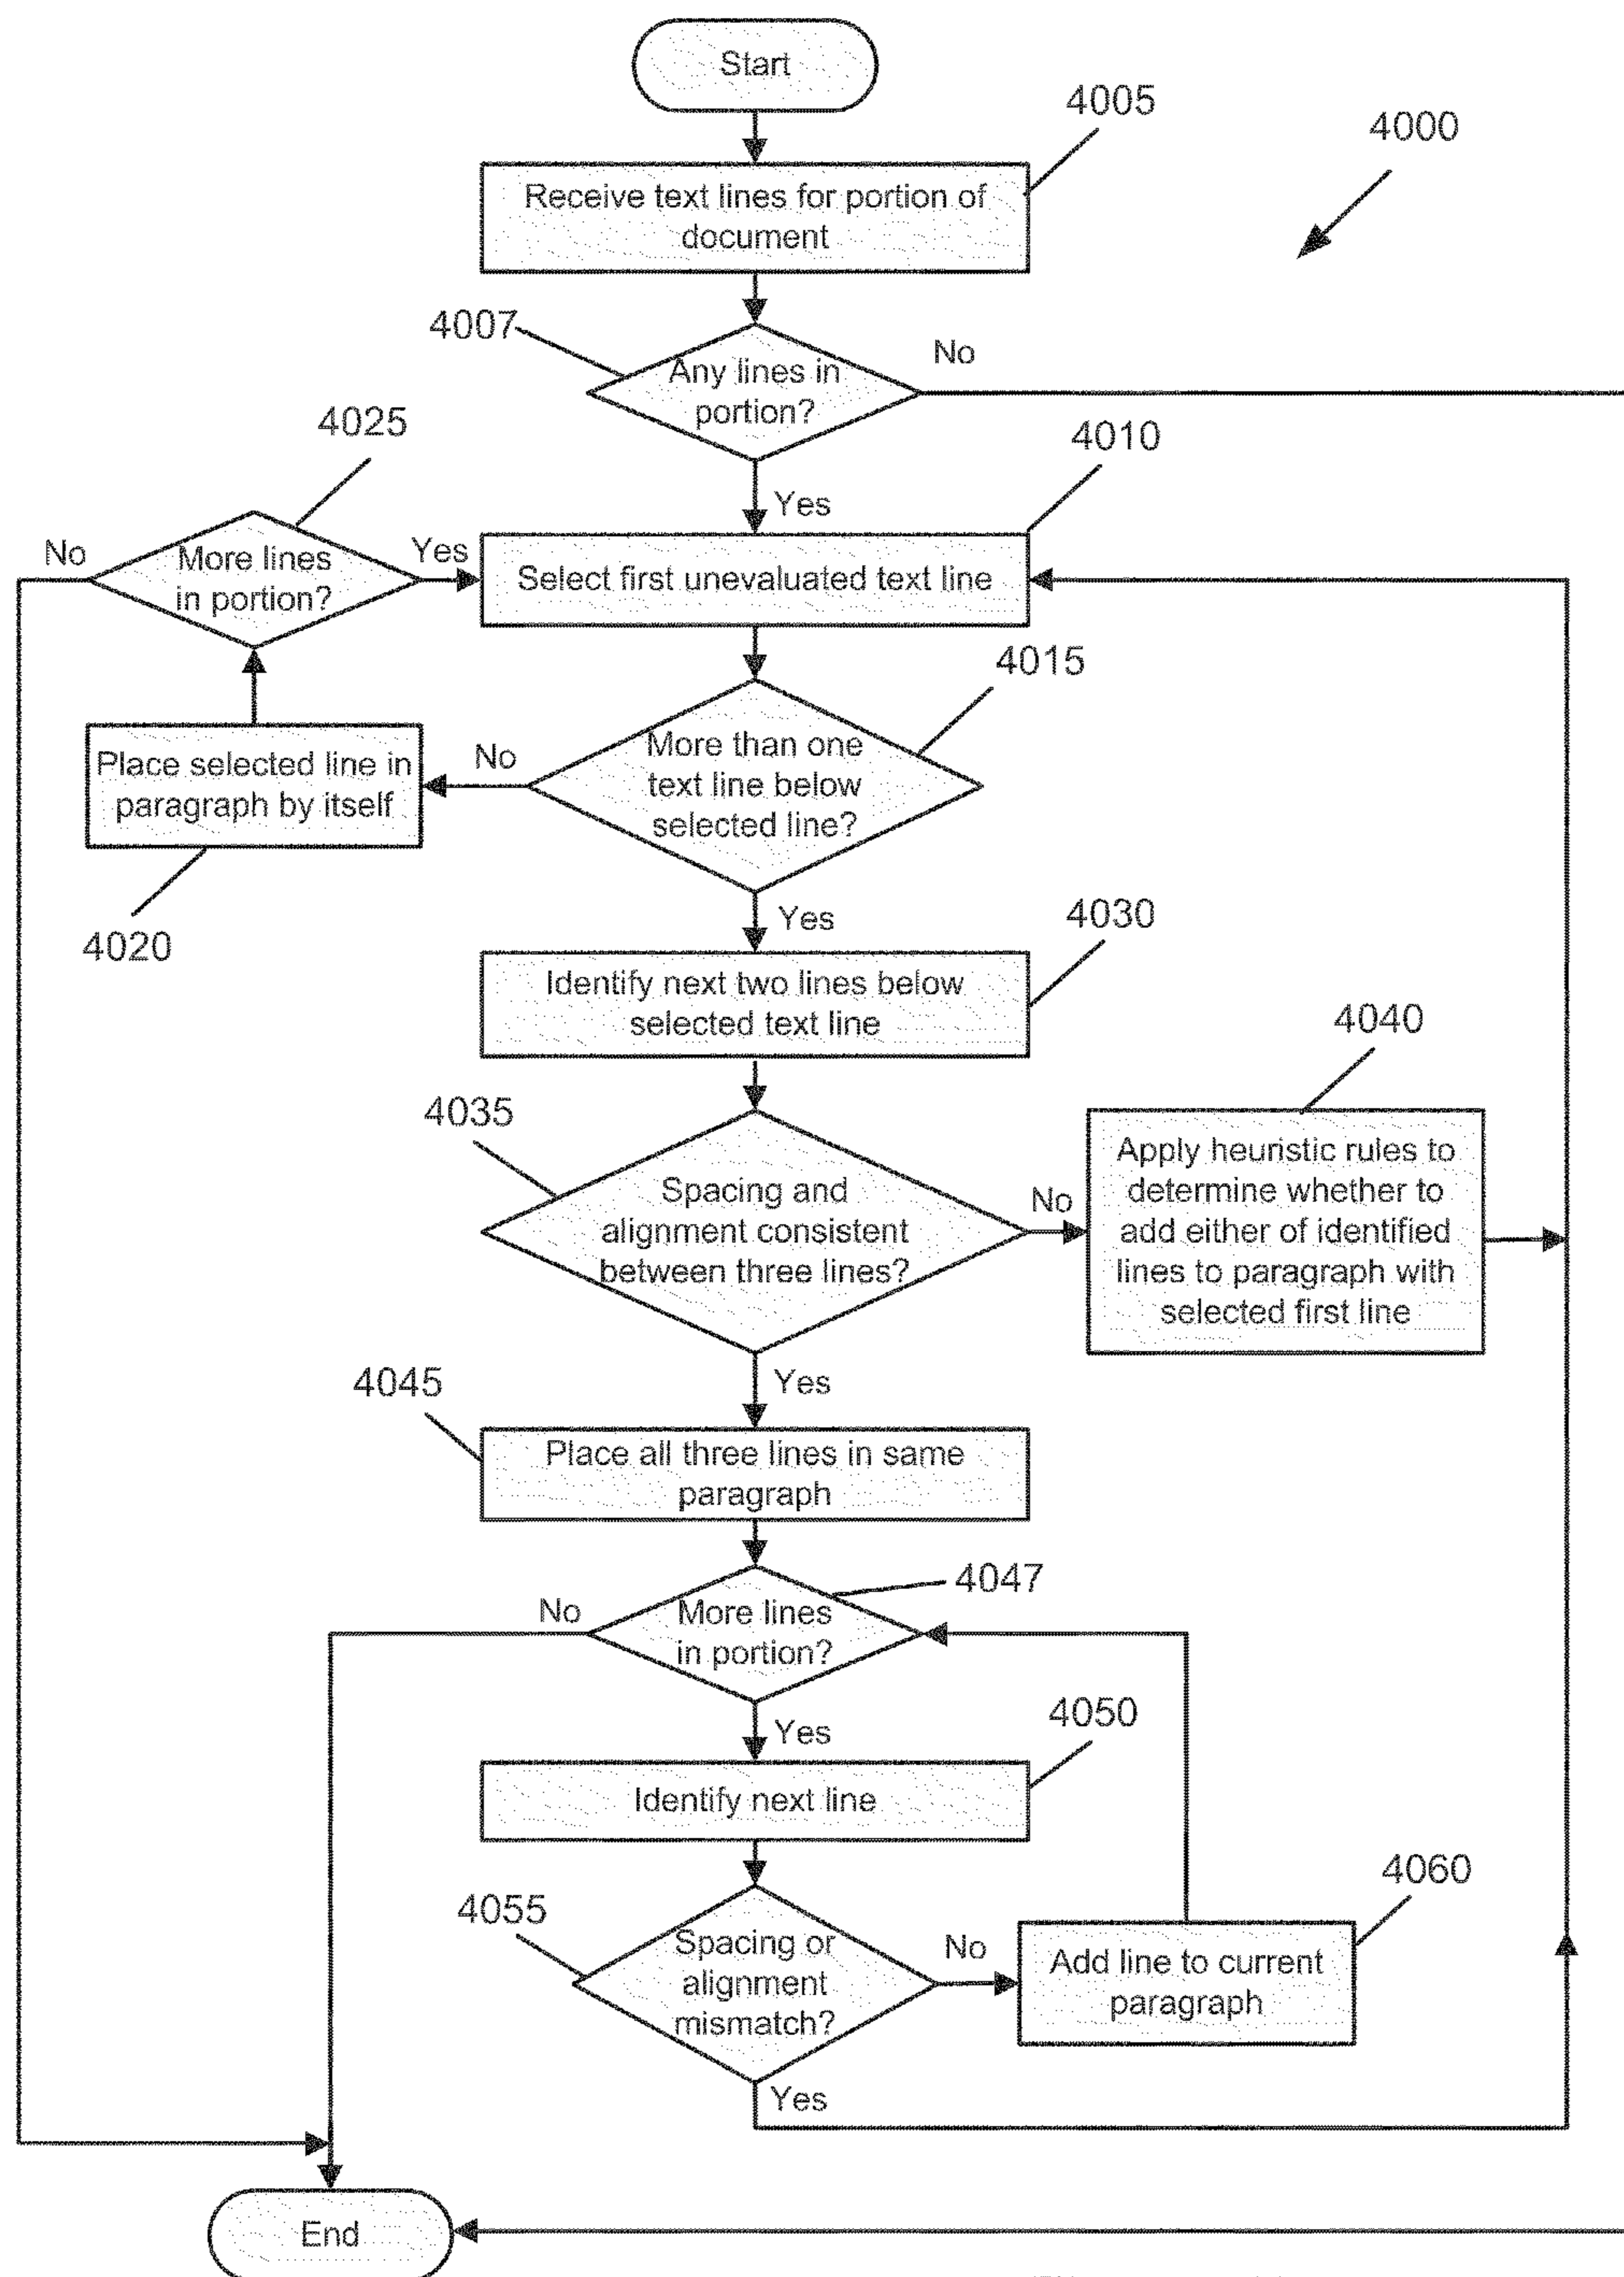 Start
4005
4000
Receive text lines for portion of
document
4007
Any lines in
portion?
No
4025
4010
Yes
No
More lines
in portion?
Yes
Select first unevaluated text line
4015
Place selected line in
paragraph by itself
No
More than one
text line below
selected line?
4020
Yes
4030
Identify next two lines below
selected text line
4040
4035
Spacing and
alignment consistent
between three lines?
No
Apply heuristic rules to
determine whether to
add either of identified
lines to paragraph with
selected first line
Yes
4045
Place all three lines in same
paragraph
4047
No
More lines
in portion?
Yes
4050
Identify next line
4060
4055
Spacing or
alignment
mismatch?
No
Add line to current
paragraph
Yes
End